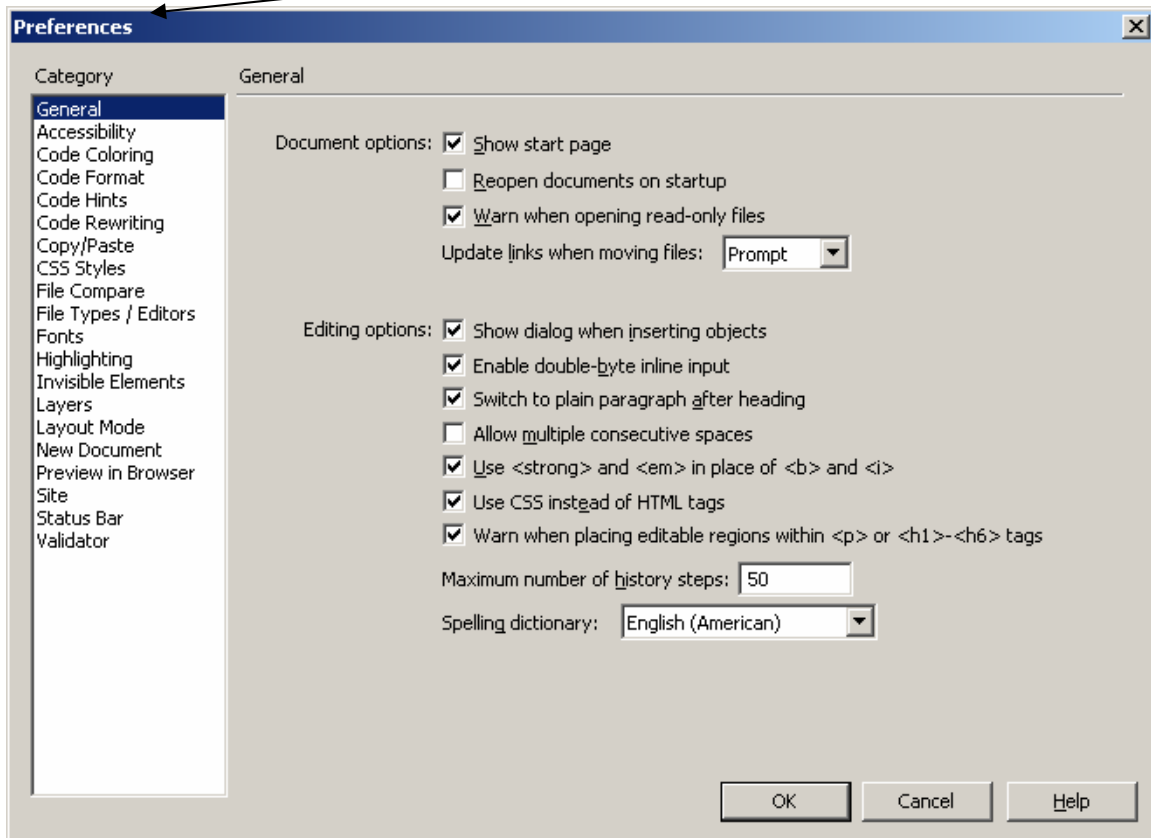 Preferences
Category
General
Accessibility
Code Coloring
Code Format
Code Hints
Code Rewriting
Copy/Paste
CSS Styles
File Compare
File Types / Editors
Fonts
Highlighting
Invisible Elements
Layers
Layout Mode
New Document
Preview in Browser
Site
Status Bar
Validator
General
Document options: Show start page
Reopen documents on startup
Warn when opening read-only files
Update links when moving files: Prompt
Editing options: Show dialog when inserting objects
Enable double-byte inline input
Switch to plain paragraph after heading
Allow multiple consecutive spaces
Use <strong> and <em> in place of <b> and <i>
Use CSS instead of HTML tags
Warn when placing editable regions within <p> or <h1>-<h6> tags
Maximum number of history steps: 50
Spelling dictionary: English (American)
OK Cancel Help